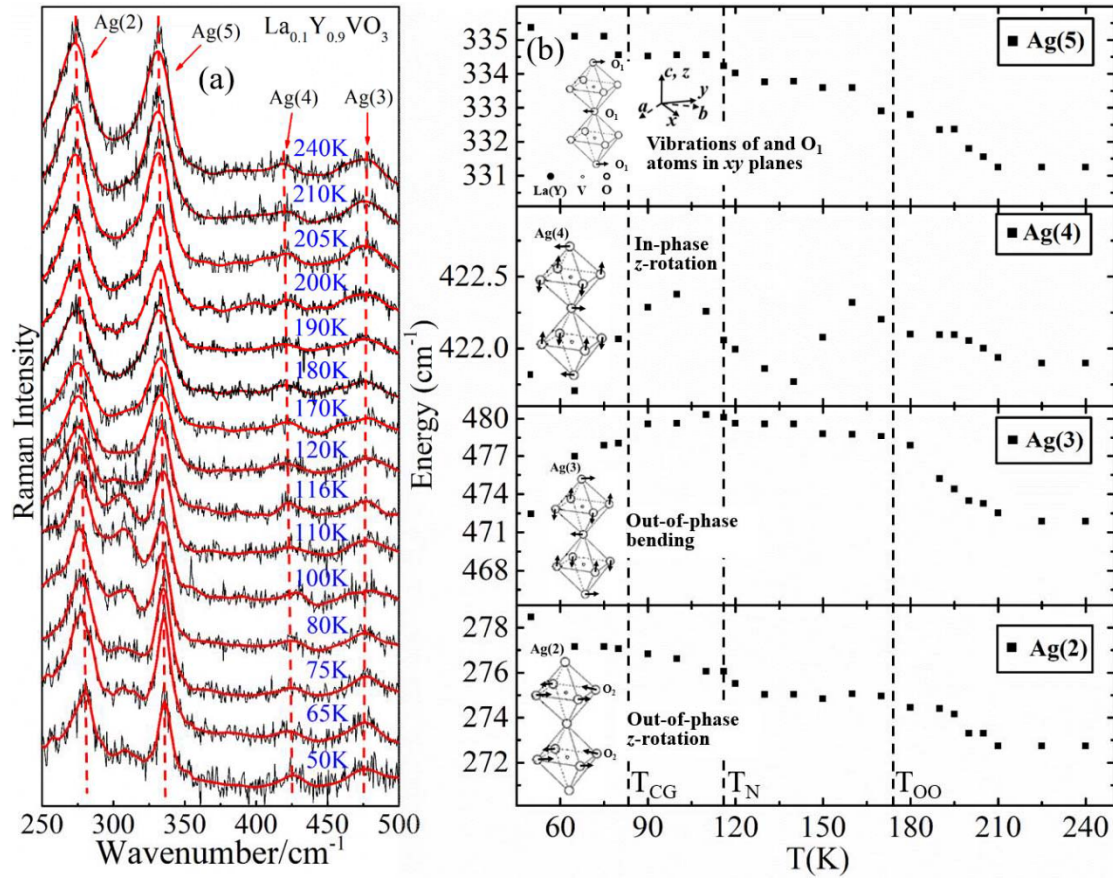 Ag(2)
Ag(5)
La0.1Y0.9VO3
(a)
Ag(4)
Ag(3)
240K
210K
205K
200K
190K
180K
170K
120K
116K
110K
100K
80K
75K
65K
50K
Raman Intensity
250 300 350 400 450 500
Wavenumber/cm-1
(b)
Ag(5)
335
334
333
332
331
O1
O1
O1
c, z
y
a
b
x
La(Y) V O
Vibrations of and O1
atoms in xy planes
Ag(4)
Ag(4)
In-phase
z-rotation
422.5
422.0
Energy (cm-1)
Ag(3)
480
477
474
471
468
Ag(3)
Out-of-phase
bending
Ag(2)
278
276
274
272
Ag(2)
O2
O2
Out-of-phase
z-rotation
TCG
TN
TOO
60 90 120 150 180 210 240
T(K)